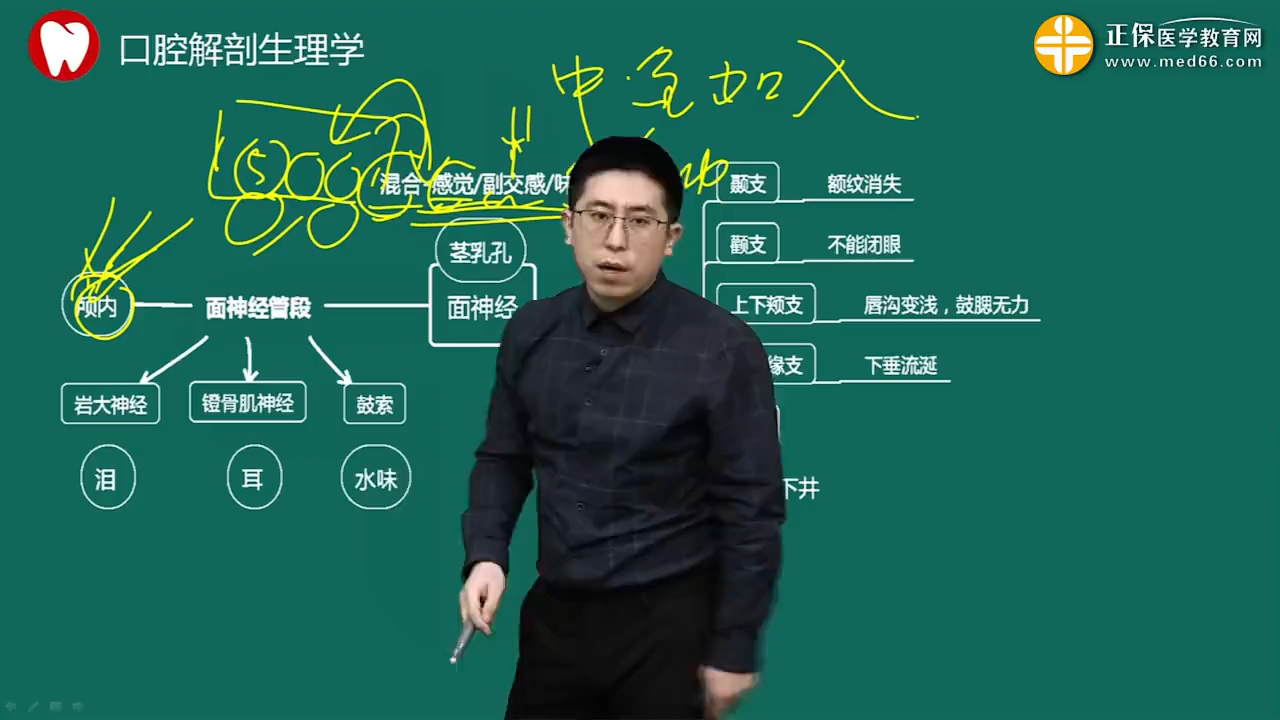 口腔解剖生理学
正保医学教育网
www.med66.com
中途加入
混合 感觉/副交感/味
颞支 额纹消失
颧支 不能闭眼
茎乳孔
颅内 面神经管段 面神经
上下颊支 唇沟变浅，鼓腮无力
缘支 下垂流涎
岩大神经 镫骨肌神经 鼓索
泪 耳 水味
下井